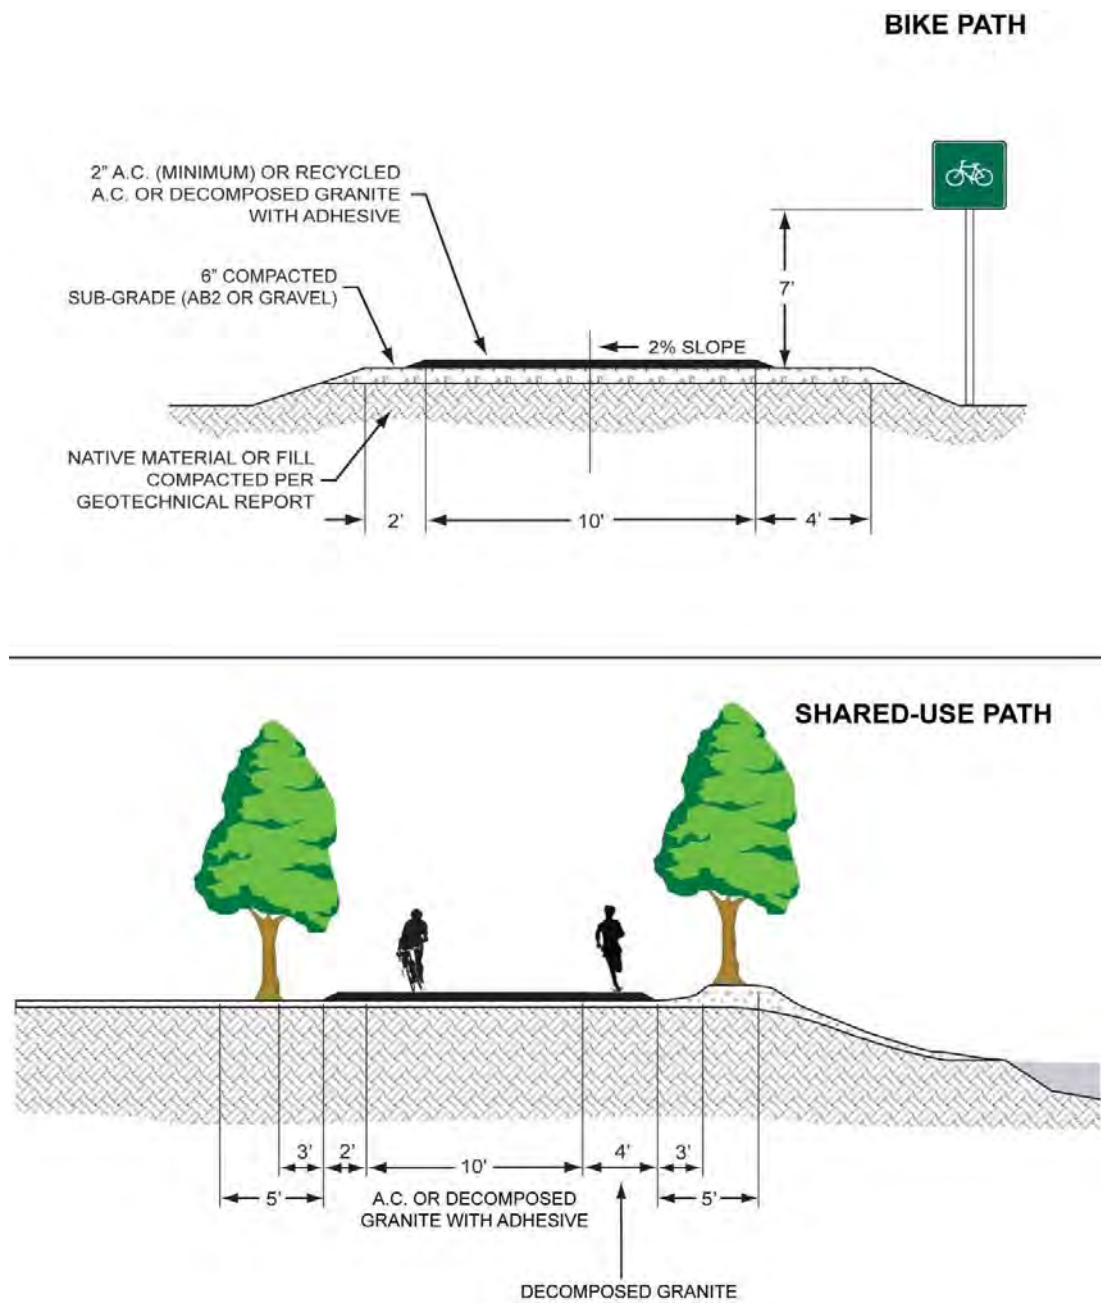 BIKE PATH
2" A.C. (MINIMUM) OR RECYCLED
A.C. OR DECOMPOSED GRANITE
WITH ADHESIVE
6" COMPACTED
SUB-GRADE (AB2 OR GRAVEL)
7'
2% SLOPE
NATIVE MATERIAL OR FILL
COMPACTED PER
GEOTECHNICAL REPORT
2'
10'
4'
SHARED-USE PATH
3'
2'
10'
4'
3'
5'
A.C. OR DECOMPOSED
GRANITE WITH ADHESIVE
5'
DECOMPOSED GRANITE